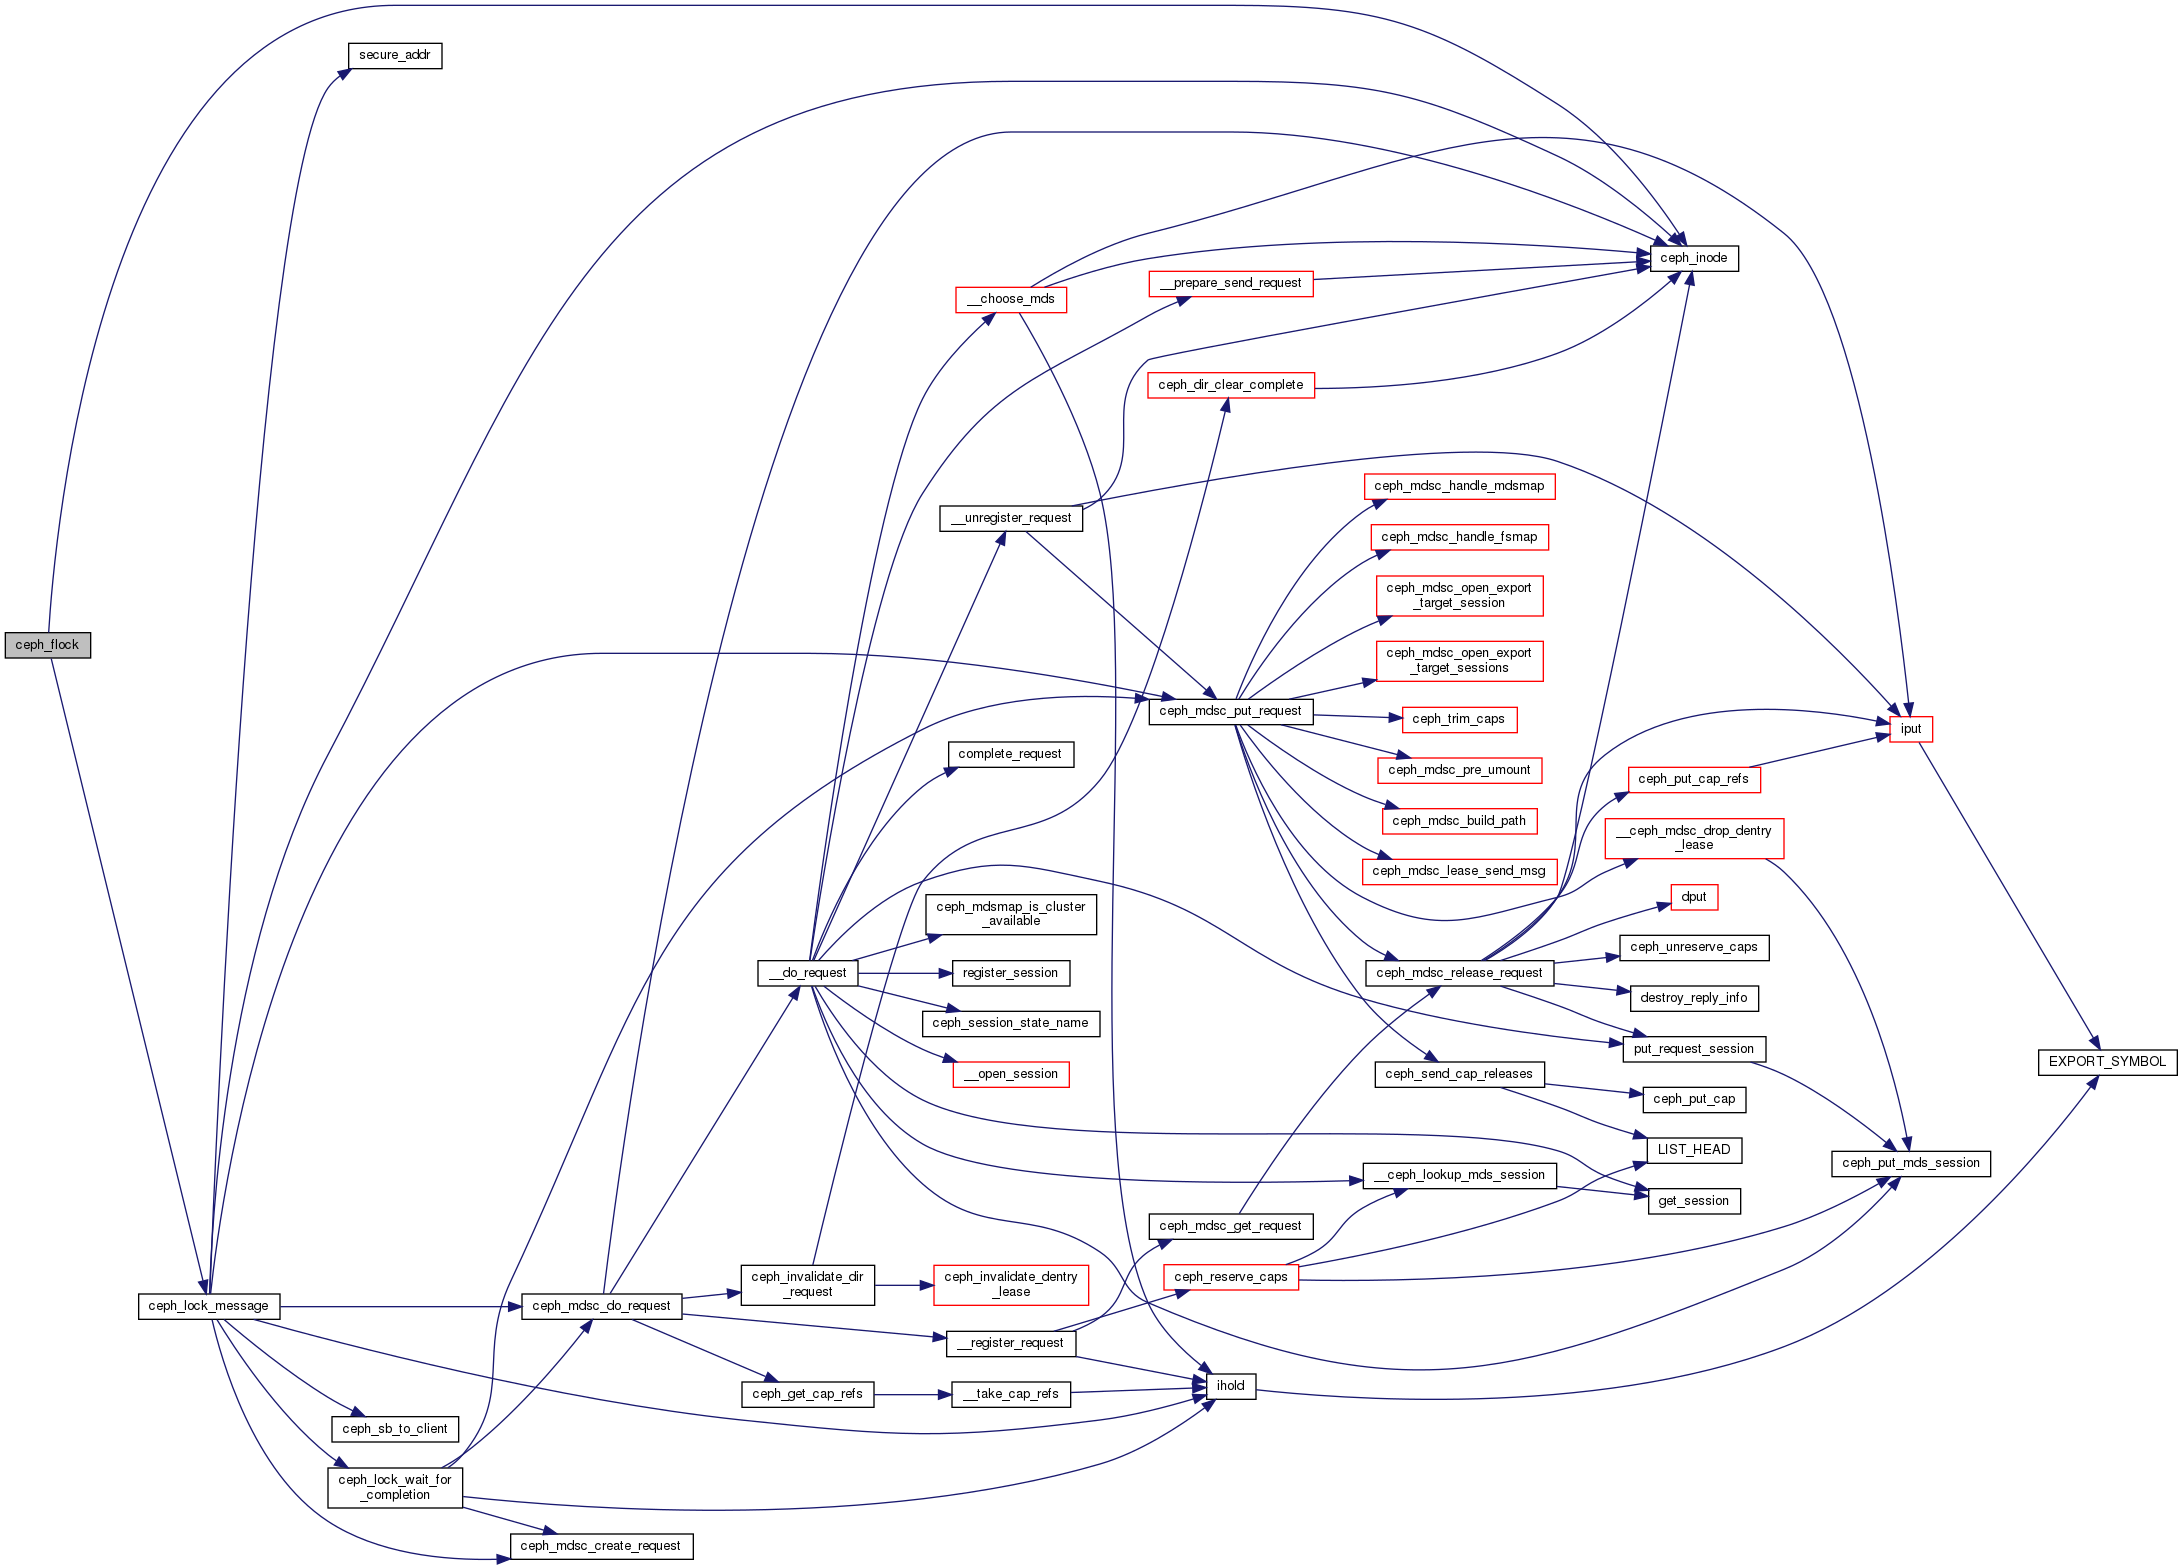 secure_addr
ceph_inode
__prepare_send_request
__choose_mds
ceph_dir_clear_complete
ceph_mdsc_handle_mdsmap
__unregister_request
ceph_mdsc_handle_fsmap
ceph_mdsc_open_export
_target_session
ceph_flock
ceph_mdsc_open_export
_target_sessions
ceph_mdsc_put_request
ceph_trim_caps
iput
complete_request
ceph_mdsc_pre_umount
ceph_put_cap_refs
ceph_mdsc_build_path
__ceph_mdsc_drop_dentry
_lease
ceph_mdsc_lease_send_msg
dput
ceph_mdsmap_is_cluster
_available
ceph_unreserve_caps
__do_request
register_session
ceph_mdsc_release_request
destroy_reply_info
ceph_session_state_name
put_request_session
EXPORT_SYMBOL
__open_session
ceph_send_cap_releases
ceph_put_cap
LIST_HEAD
ceph_put_mds_session
__ceph_lookup_mds_session
get_session
ceph_mdsc_get_request
ceph_reserve_caps
ceph_invalidate_dir
_request
ceph_invalidate_dentry
_lease
ceph_lock_message
ceph_mdsc_do_request
__register_request
ihold
ceph_get_cap_refs
__take_cap_refs
ceph_sb_to_client
ceph_lock_wait_for
_completion
ceph_mdsc_create_request